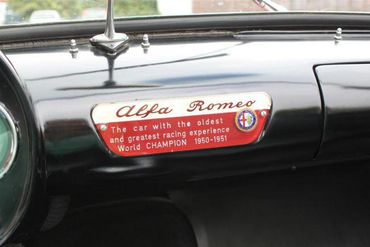 Alfa Romeo
The car with the oldest
and greatest racing experience
World CHAMPION 1950-1951